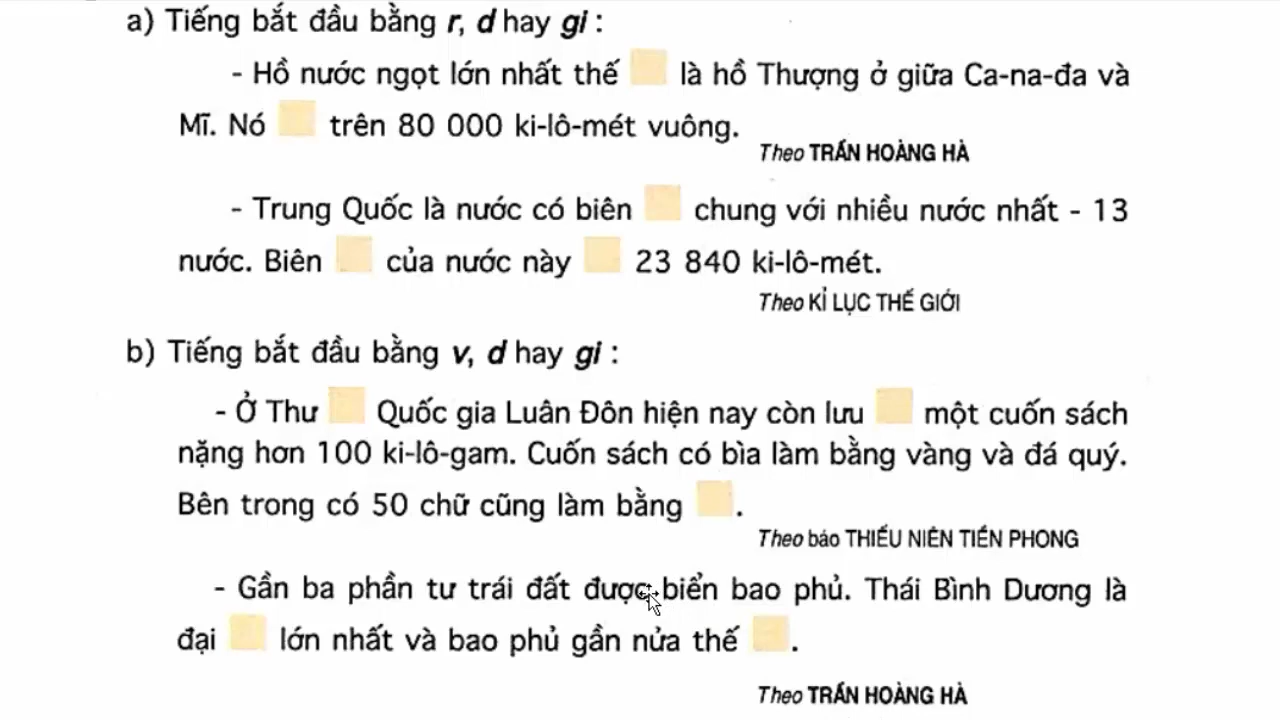 a) Tiếng bắt đầu bằng r, d hay gi :
- Hồ nước ngọt lớn nhất thế là hồ Thượng ở giữa Ca-na-đa và
Mĩ. Nó trên 80 000 ki-lô-mét vuông.
Theo TRẦN HOÀNG HÀ
- Trung Quốc là nước có biên chung với nhiều nước nhất - 13
nước. Biên của nước này 23 840 ki-lô-mét.
Theo KỈ LỤC THẾ GIỚI
b) Tiếng bắt đầu bằng v, d hay gi :
- Ở Thư Quốc gia Luân Đôn hiện nay còn lưu một cuốn sách
nặng hơn 100 ki-lô-gam. Cuốn sách có bìa làm bằng vàng và đá quý.
Bên trong có 50 chữ cũng làm bằng .
Theo báo THIẾU NIÊN TIỀN PHONG
- Gần ba phần tư trái đất được biển bao phủ. Thái Bình Dương là
đại lớn nhất và bao phủ gần nửa thế .
Theo TRẦN HOÀNG HÀ